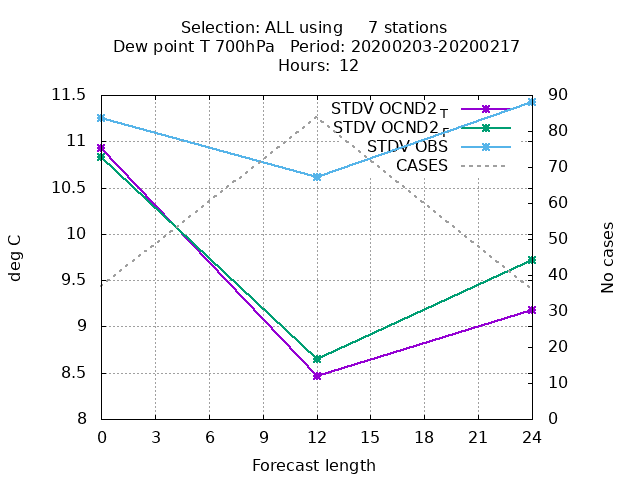 Selection: ALL using     7 stations
Dew point T 700hPa   Period: 20200203-20200217
Hours: 12
11.5
11
10.5
10
9.5
9
8.5
8
90
80
70
60
50
40
30
20
10
0
0 3 6 9 12 15 18 21 24
deg C
No cases
Forecast length
STDV OCND2_T
STDV OCND2_F
STDV OBS
CASES